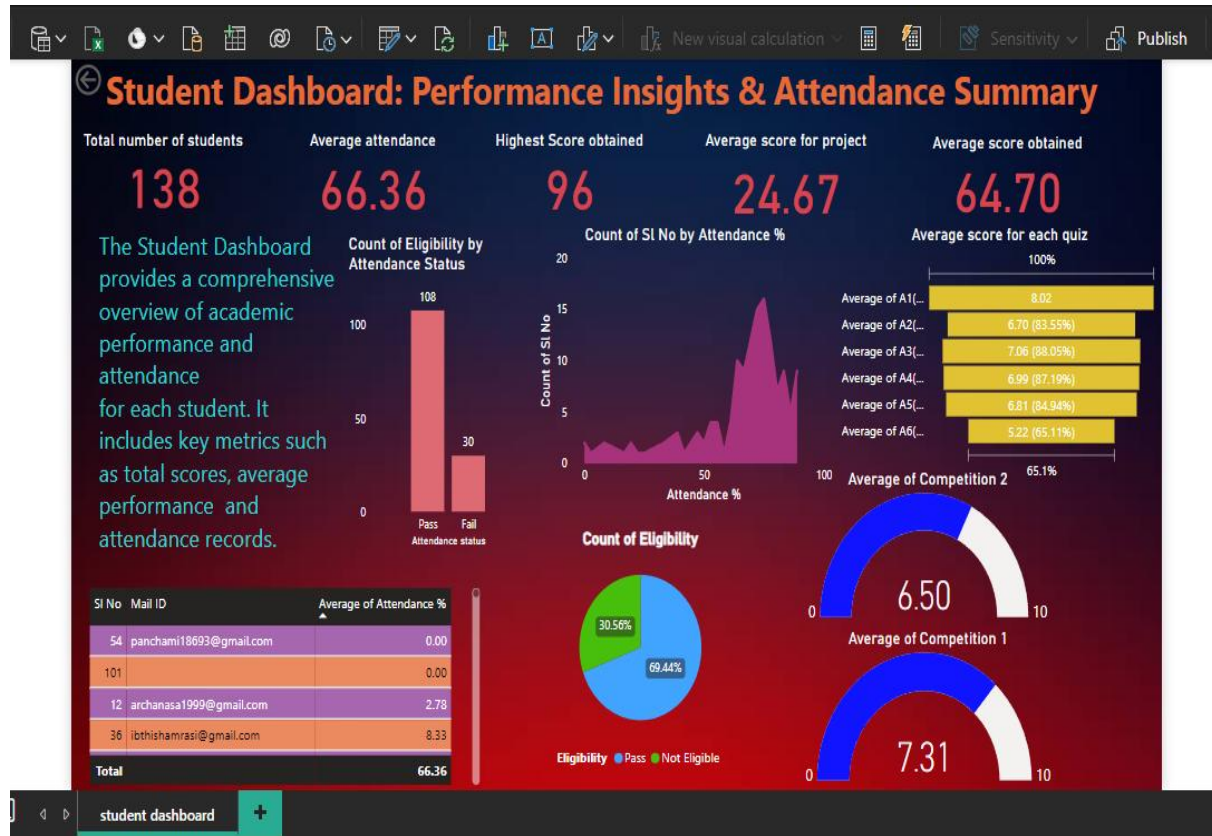 New visual calculation
Sensitivity
Publish
Student Dashboard: Performance Insights & Attendance Summary
Total number of students
138
Average attendance
66.36
Highest Score obtained
96
Average score for project
24.67
Average score obtained
64.70
The Student Dashboard
provides a comprehensive
overview of academic
performance and
attendance
for each student. It
includes key metrics such
as total scores, average
performance and
attendance records.
Count of Eligibility by
Attendance Status
108
100
50
30
0
Pass Fail
Attendance status
Count of Sl No by Attendance %
20
15
10
5
0
Count of Sl No
0 50 100
Attendance %
Average score for each quiz
100%
Average of A1(... 8.02
Average of A2(... 6.70 (83.55%)
Average of A3(... 7.06 (88.05%)
Average of A4(... 6.99 (87.19%)
Average of A5(... 6.81 (84.94%)
Average of A6(... 5.22 (65.11%)
65.1%
Average of Competition 2
6.50
0 10
Average of Competition 1
7.31
0 10
Count of Eligibility
30.56%
69.44%
Eligibility Pass Not Eligible
Sl No Mail ID Average of Attendance %
54 panchami18693@gmail.com 0.00
101 0.00
12 archanasa1999@gmail.com 2.78
36 ibthishamrasi@gmail.com 8.33
Total 66.36
student dashboard
+